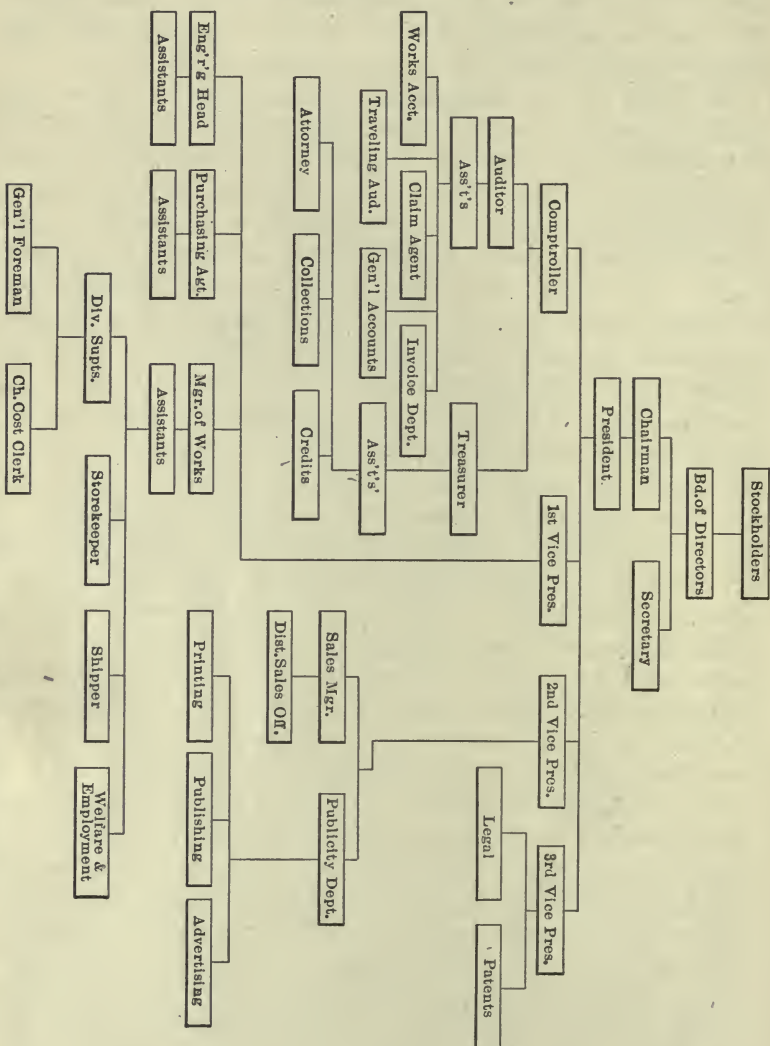 Stockholders
Bd.of Directors
Chairman
Secretary
President
Comptroller
1st Vice Pres.
2nd Vice Pres.
3rd Vice Pres.
Auditor
Treasurer
Legal
Patents
Ass't's
Ass't's'
Works Acct.
Claim Agent
Invoice Dept.
Traveling Aud.
Gen'l Accounts
Attorney
Collections
Credits
Sales Mgr.
Publicity Dept.
Dist.Sales Off.
Printing
Publishing
Advertising
Eng'r'g Head
Purchasing Agt.
Mgr.of Works
Assistants
Assistants
Assistants
Div. Supts.
Storekeeper
Shipper
Welfare &
Employment
Gen'l Foreman
Ch.Cost Clerk